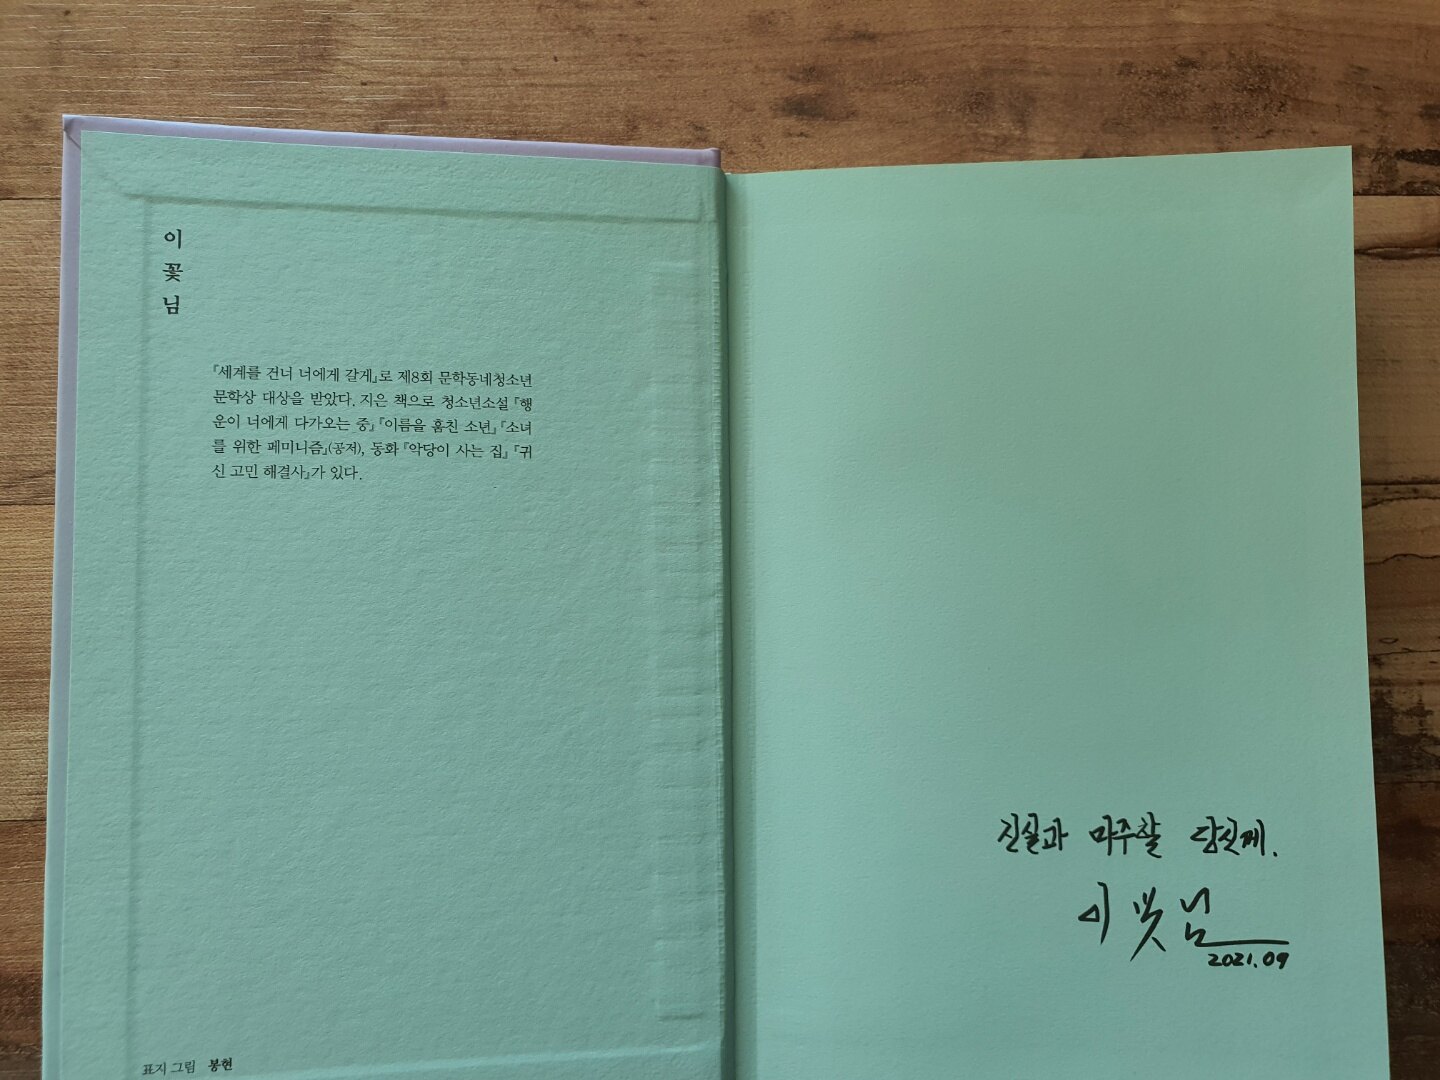 이
꽃
님
『세계를 건너 너에게 갈게』로 제8회 문학동네청소년
문학상 대상을 받았다. 지은 책으로 청소년소설 『행
운이 너에게 다가오는 중』 『이름을 훔친 소년』 『소녀
를 위한 페미니즘』(공저), 동화 『악당이 사는 집』 『귀
신 고민 해결사』가 있다.
표지 그림 봉현
진실과 마주할 당신께.
이꽃님
2021.09